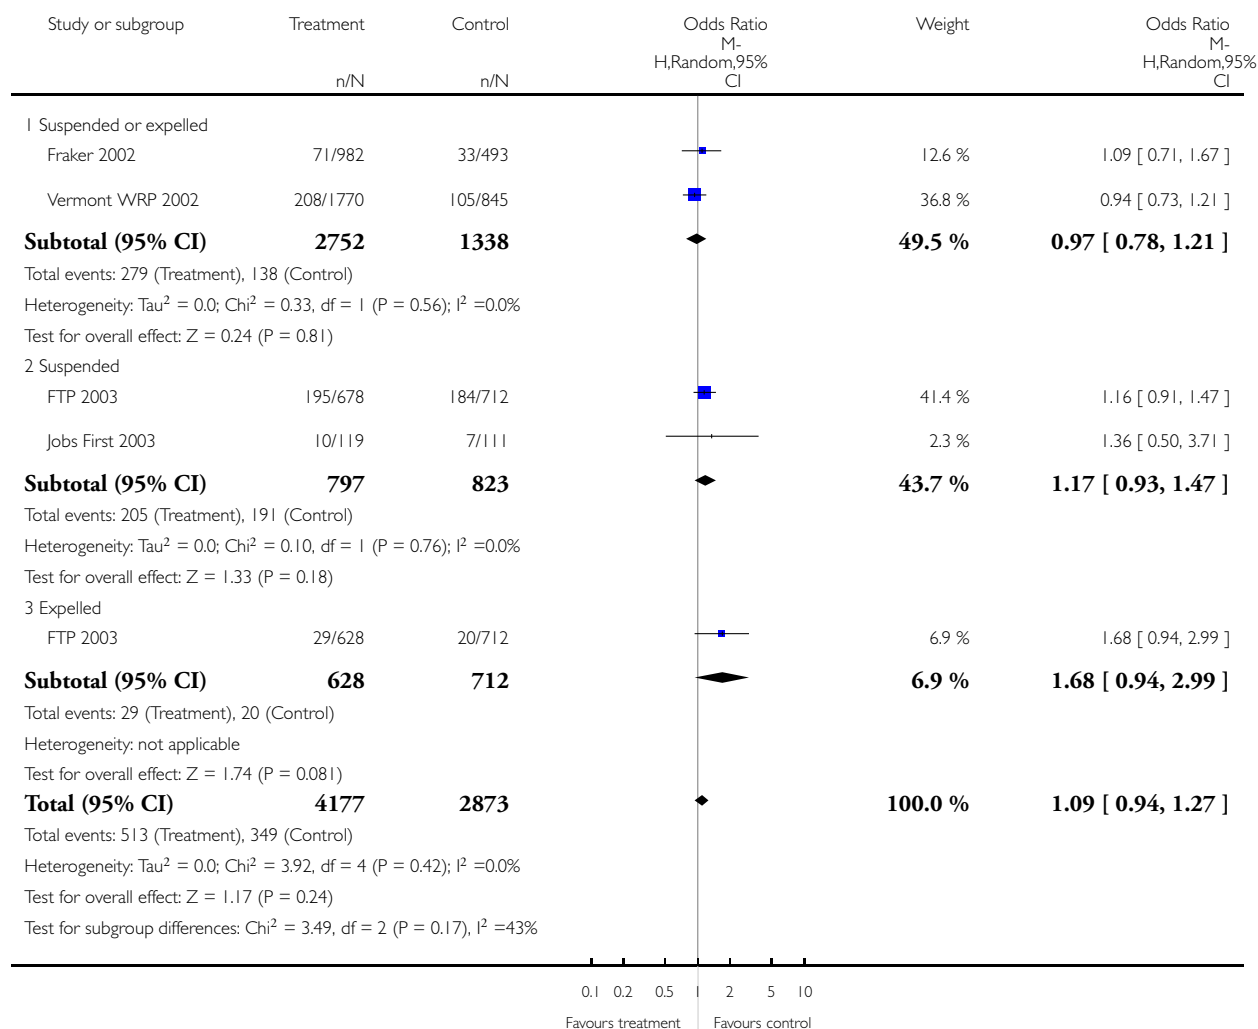 Study or subgroup Treatment Control Odds Ratio Weight Odds Ratio
M- M-
H,Random,95% H,Random,95%
n/N n/N CI CI
1 Suspended or expelled
Fraker 2002 71/982 33/493 12.6 % 1.09 [ 0.71, 1.67 ]
Vermont WRP 2002 208/1770 105/845 36.8 % 0.94 [ 0.73, 1.21 ]
Subtotal (95% CI) 2752 1338 49.5 % 0.97 [ 0.78, 1.21 ]
Total events: 279 (Treatment), 138 (Control)
Heterogeneity: Tau² = 0.0; Chi² = 0.33, df = 1 (P = 0.56); I² =0.0%
Test for overall effect: Z = 0.24 (P = 0.81)
2 Suspended
FTP 2003 195/678 184/712 41.4 % 1.16 [ 0.91, 1.47 ]
Jobs First 2003 10/119 7/111 2.3 % 1.36 [ 0.50, 3.71 ]
Subtotal (95% CI) 797 823 43.7 % 1.17 [ 0.93, 1.47 ]
Total events: 205 (Treatment), 191 (Control)
Heterogeneity: Tau² = 0.0; Chi² = 0.10, df = 1 (P = 0.76); I² =0.0%
Test for overall effect: Z = 1.33 (P = 0.18)
3 Expelled
FTP 2003 29/628 20/712 6.9 % 1.68 [ 0.94, 2.99 ]
Subtotal (95% CI) 628 712 6.9 % 1.68 [ 0.94, 2.99 ]
Total events: 29 (Treatment), 20 (Control)
Heterogeneity: not applicable
Test for overall effect: Z = 1.74 (P = 0.081)
Total (95% CI) 4177 2873 100.0 % 1.09 [ 0.94, 1.27 ]
Total events: 513 (Treatment), 349 (Control)
Heterogeneity: Tau² = 0.0; Chi² = 3.92, df = 4 (P = 0.42); I² =0.0%
Test for overall effect: Z = 1.17 (P = 0.24)
Test for subgroup differences: Chi² = 3.49, df = 2 (P = 0.17), I² =43%
0.1 0.2 0.5 1 2 5 10
Favours treatment Favours control